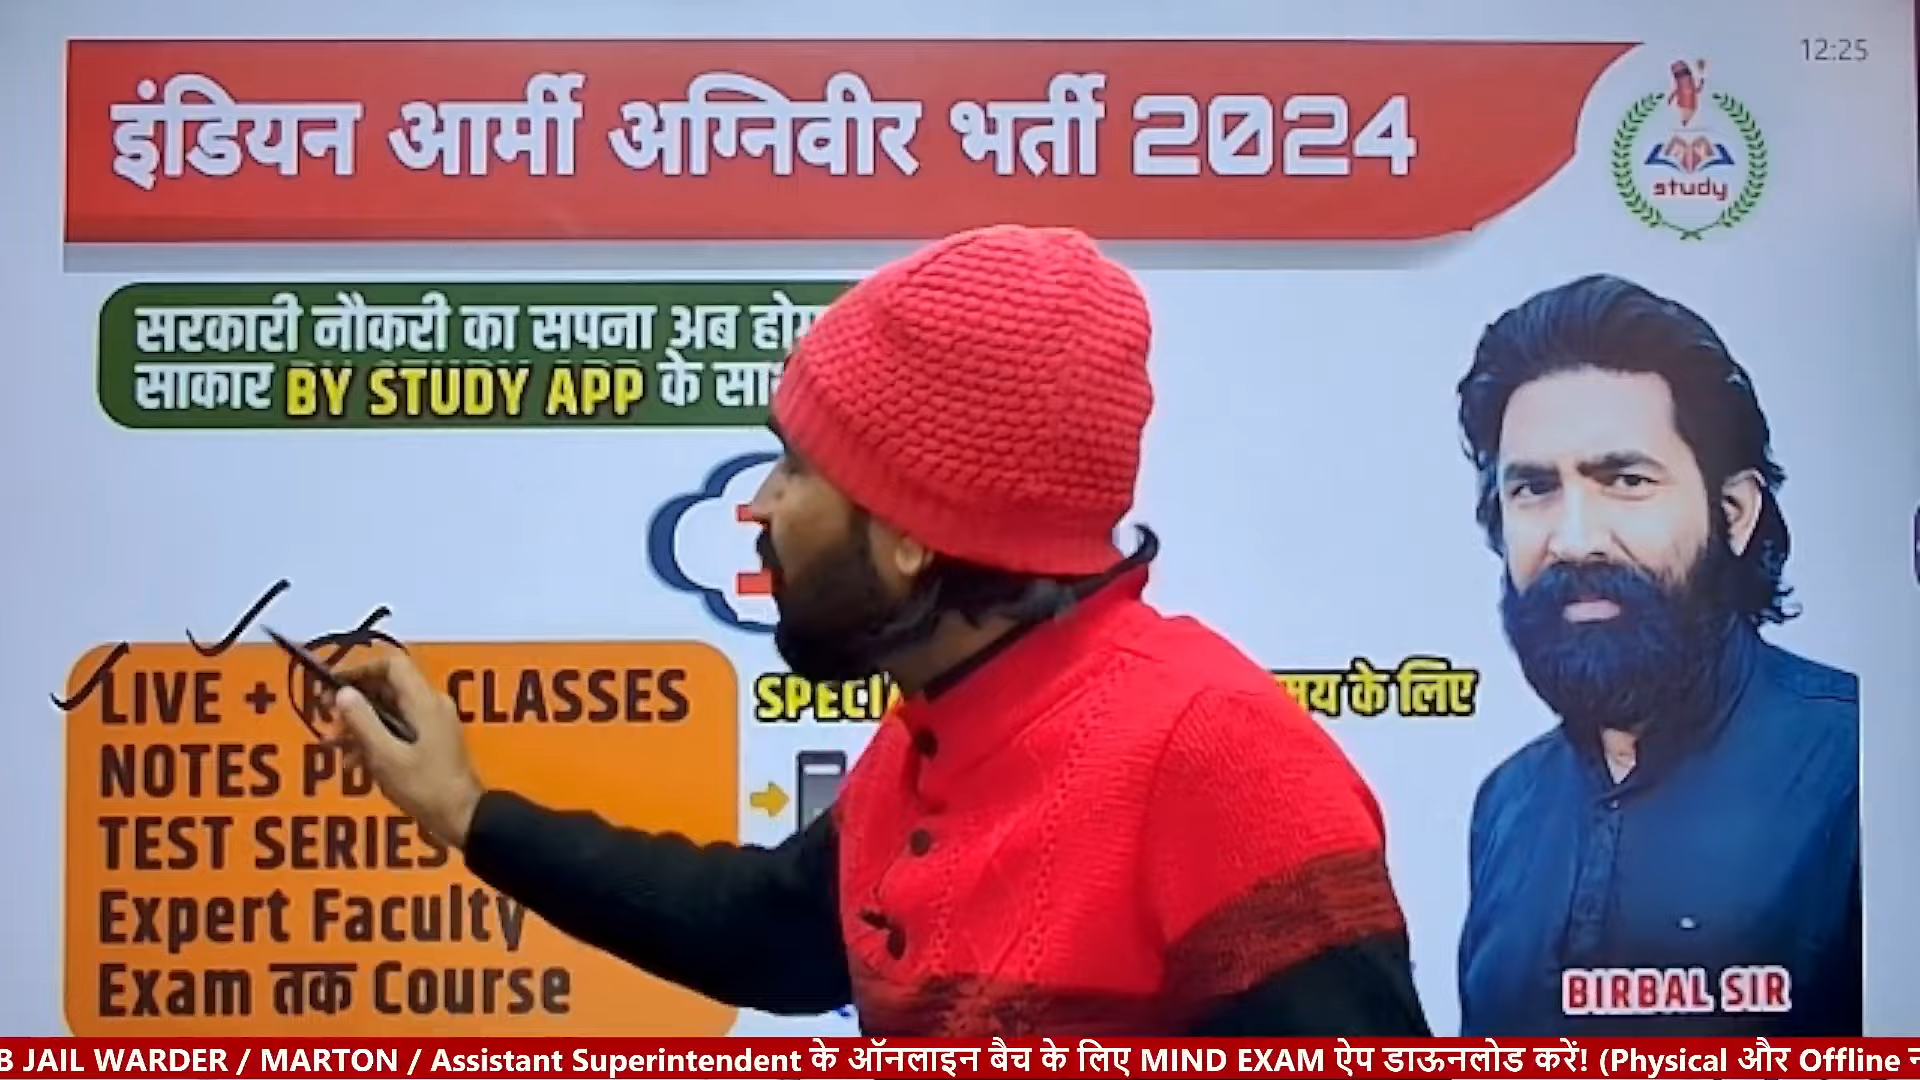 12:25
इंडियन आर्मी अग्निवीर भर्ती 2024
study
सरकारी नौकरी का सपना अब
साकार BY STUDY APP के
LIVE + CLASSES
NOTES
TEST SERIES
Expert Faculty
Exam तक Course
के लिए
BIRBAL SIR
B JAIL WARDER / MARTON / Assistant Superintendent के ऑनलाइन बैच के लिए MIND EXAM ऐप डाऊनलोड करें! (Physical और Offline